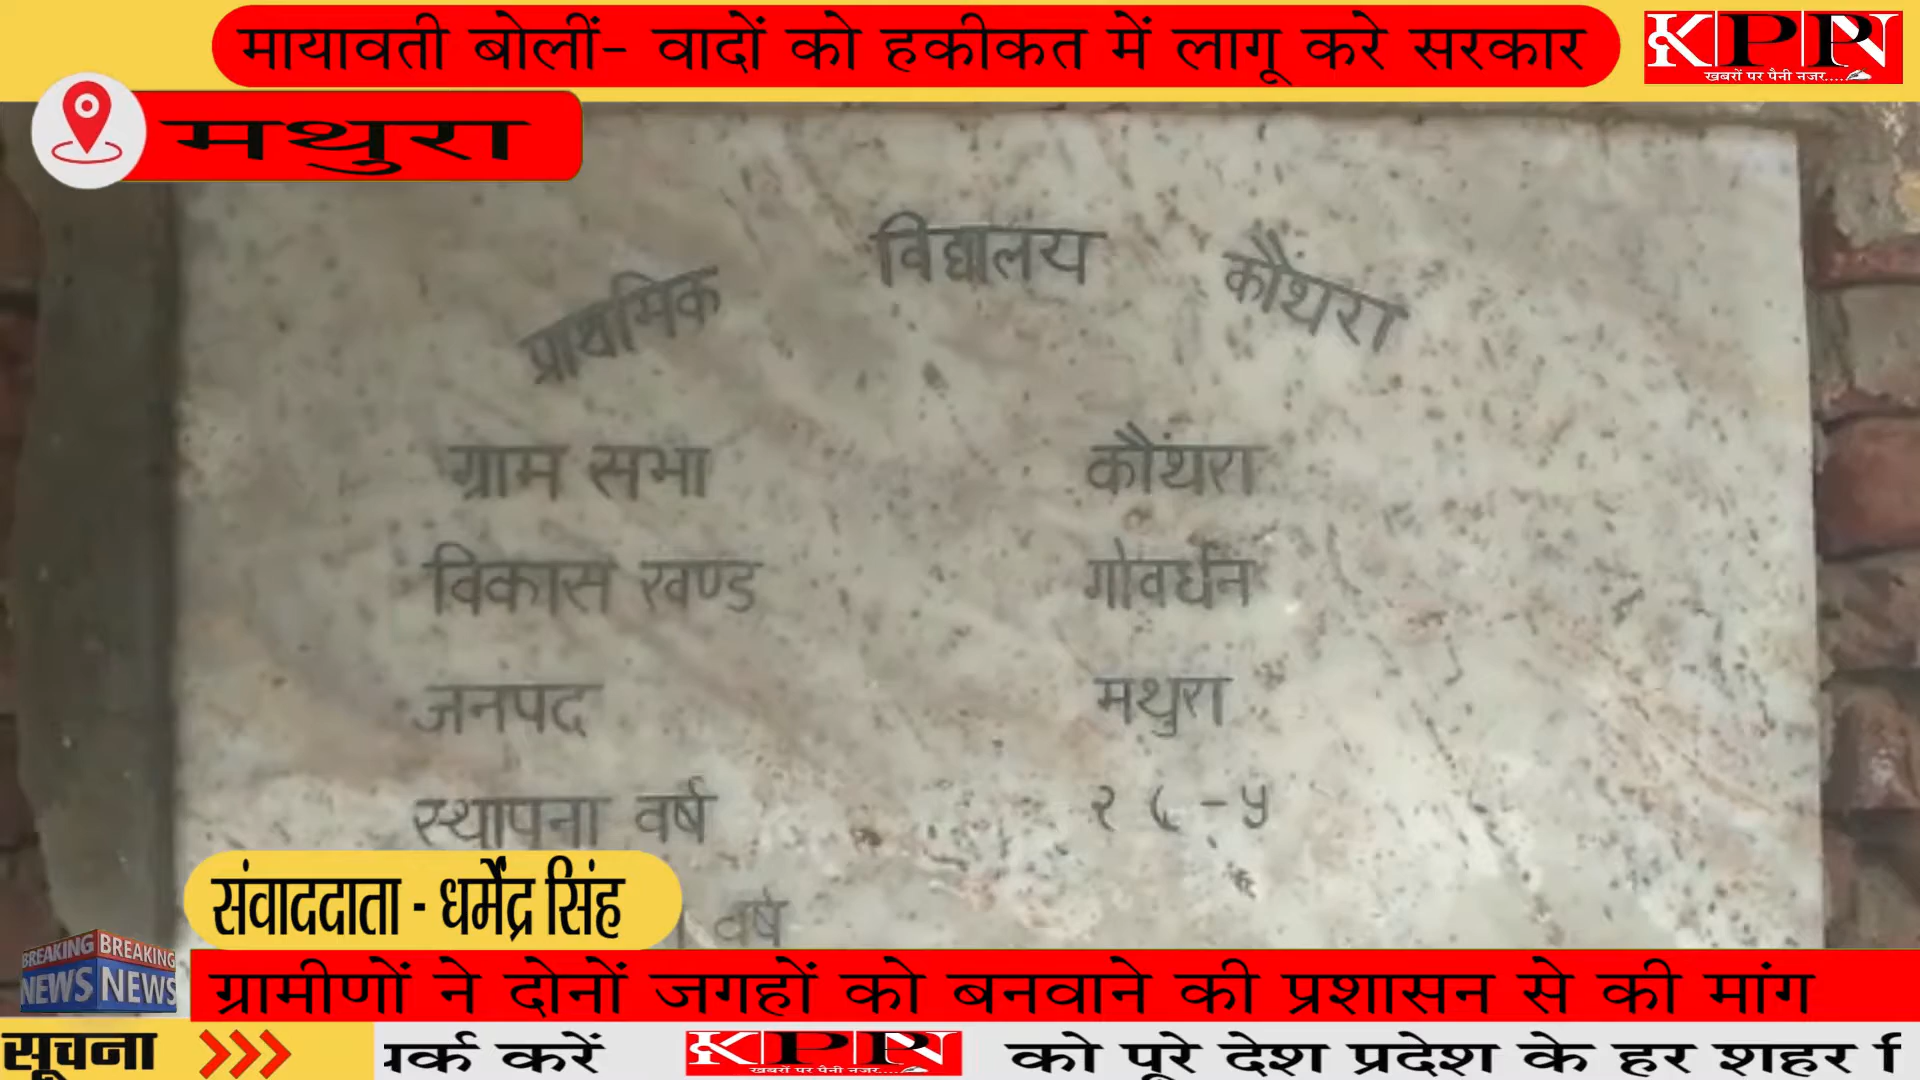 मायावती बोलीं- वादों को हकीकत में लागू करे सरकार
KPN
खबरों पर पैनी नजर....
मथुरा
प्राथमिक विद्यालय कौंथरा
ग्राम सभा कौंथरा
विकास खण्ड गोवर्धन
जनपद मथुरा
स्थापना वर्ष
संवाददाता - धर्मेंद्र सिंह
वर्ष
BREAKING BREAKING
NEWS NEWS
ग्रामीणों ने दोनों जगहों को बनवाने की प्रशासन से की मांग
सूचना
र्क करें KPN खबरों पर पैनी नजर.... को पूरे देश प्रदेश के हर शहर